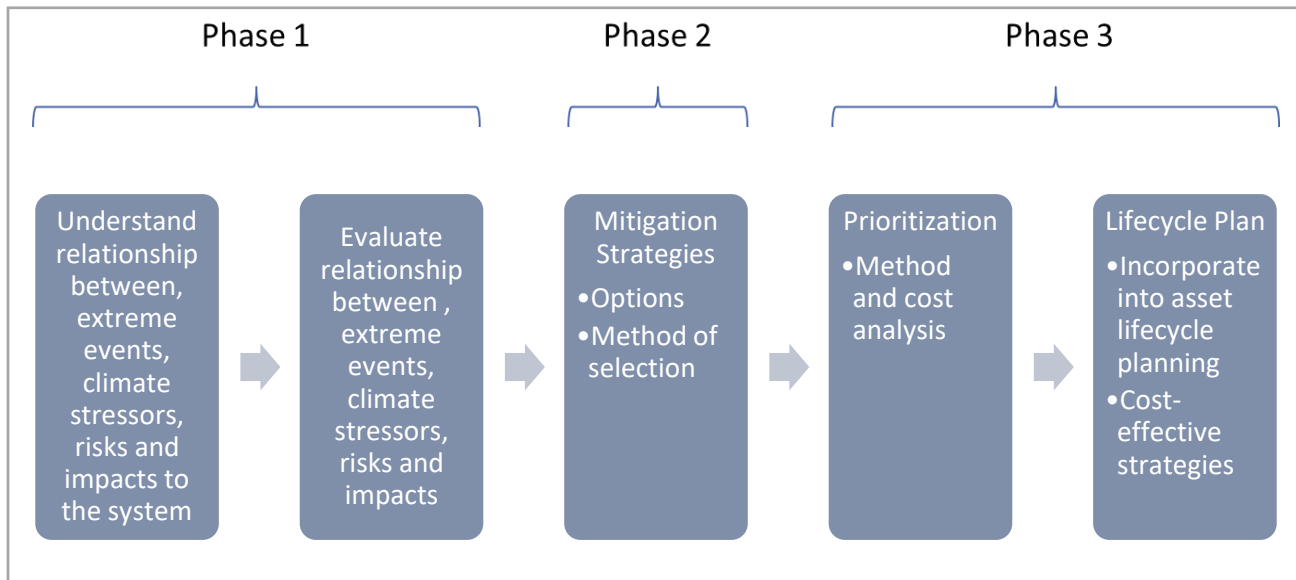 Phase 1
Phase 2
Phase 3
Understand
relationship
between,
extreme
events,
climate
stressors,
risks and
impacts to
the system
Evaluate
relationship
between ,
extreme
events,
climate
stressors,
risks and
impacts
Mitigation
Strategies
•Options
•Method of
selection
Prioritization
•Method
and cost
analysis
Lifecycle Plan
•Incorporate
into asset
lifecycle
planning
•Cost-
effective
strategies